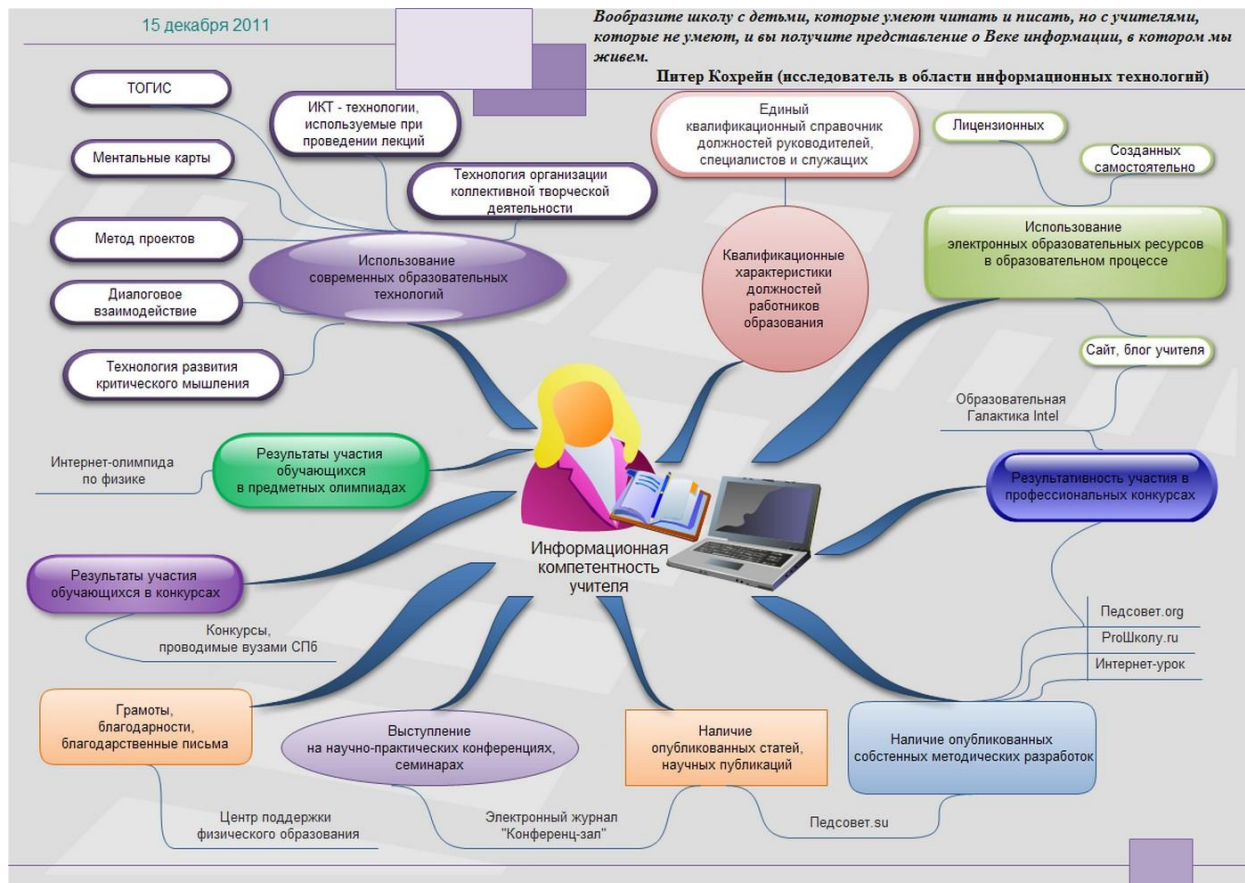 15 декабря 2011
Вообразите школу с детьми, которые умеют читать и писать, но с учителями,
которые не умеют, и вы получите представление о Веке информации, в котором мы
живем.
Питер Кохрейн (исследователь в области информационных технологий)
ТОГИС
ИКТ - технологии,
используемые при
проведении лекций
Ментальные карты
Технология организации
коллективной творческой
деятельности
Метод проектов
Использование
современных образовательных
технологий
Диалоговое
взаимодействие
Технология развития
критического мышления
Единый
квалификационный справочник
должностей руководителей,
специалистов и служащих
Квалификационные
характеристики
должностей
работников
образования
Лицензионных
Созданных
самостоятельно
Использование
электронных образовательных ресурсов
в образовательном процессе
Сайт, блог учителя
Образовательная
Галактика Intel
Результативность участия в
профессиональных конкурсах
Результаты участия
обучающихся
в предметных олимпиадах
Интернет-олимпида
по физике
Информационная
компетентность
учителя
Результаты участия
обучающихся в конкурсах
Конкурсы,
проводимые вузами СПб
Педсовет.org
ProШколу.ru
Интернет-урок
Грамоты,
благодарности,
благодарственные письма
Выступление
на научно-практических конференциях,
семинарах
Наличие
опубликованных статей,
научных публикаций
Наличие опубликованных
собстенных методических разработок
Центр поддержки
физического образования
Электронный журнал
"Конференц-зал"
Педсовет.su